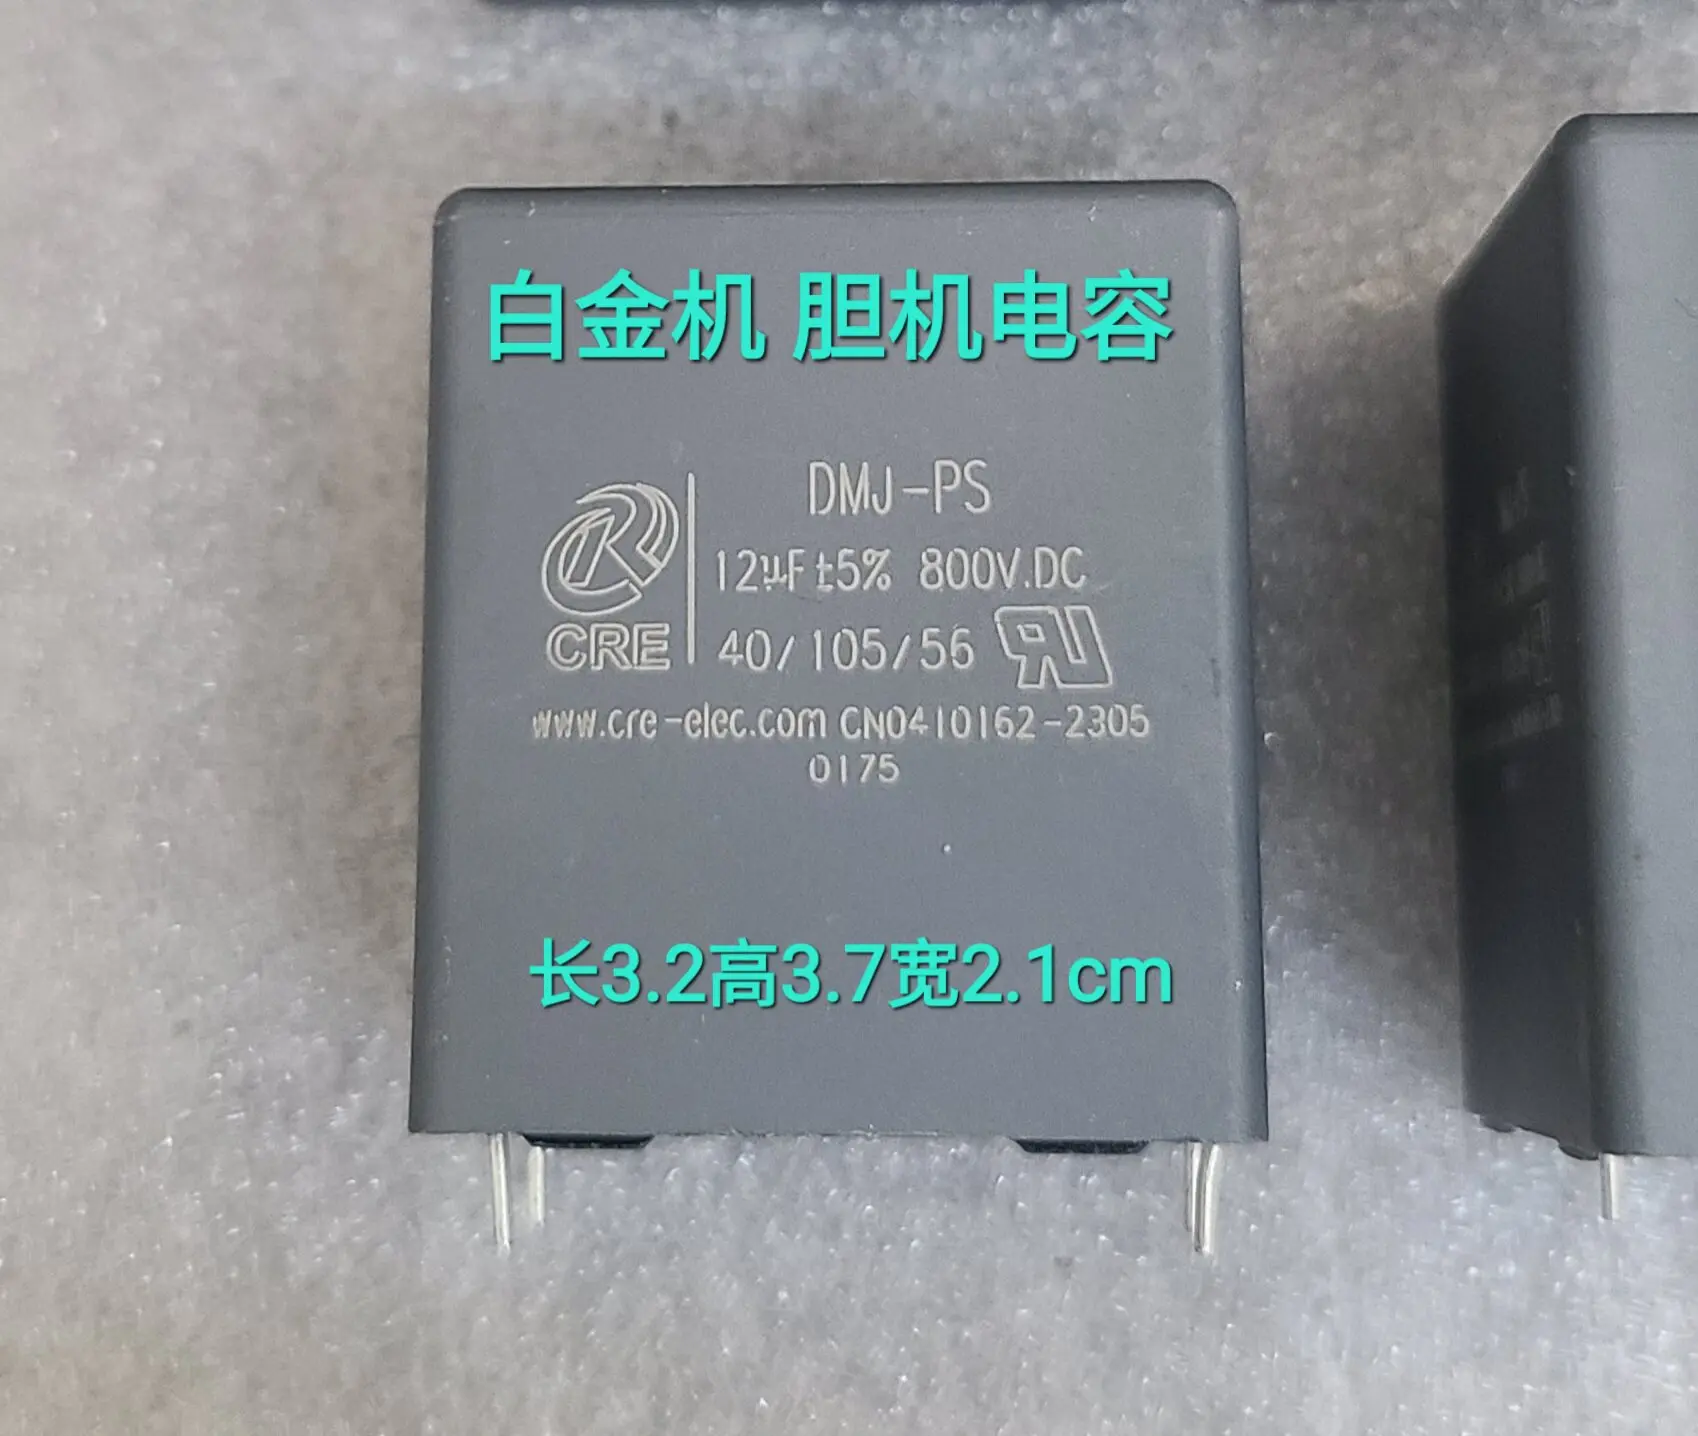 白金机 胆机电容
DMJ-PS
12μF±5% 800V.DC
CRE
40/105/56 RU
www.cre-elec.com CN0410162-2305
0175
长3.2高3.7宽2.1cm